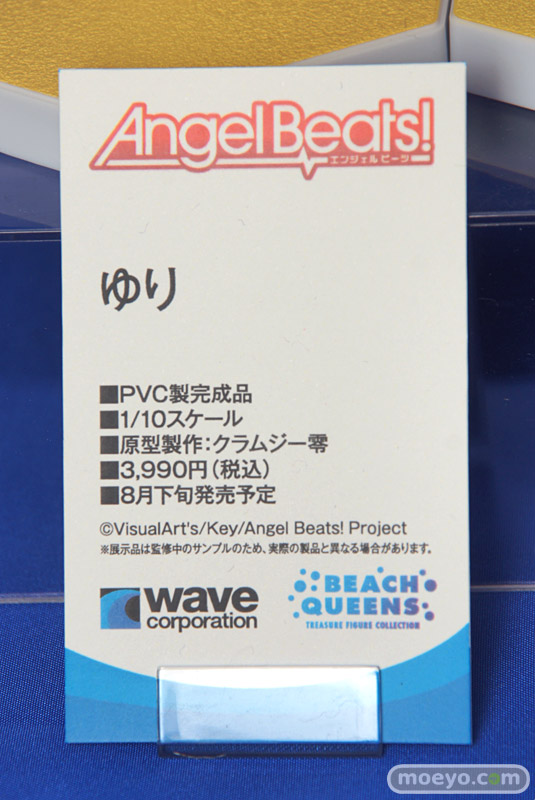 Angel Beats!
エンジェルビーツ
ゆり
■PVC製完成品
■1/10スケール
■原型製作:クラムジー零
■3,990円(税込)
■8月下旬発売予定
©VisualArt's/Key/Angel Beats! Project
※展示品は監修中のサンプルのため、実際の製品と異なる場合があります。
wave
corporation
BEACH
QUEENS
TREASURE FIGURE COLLECTION
moeyo.com